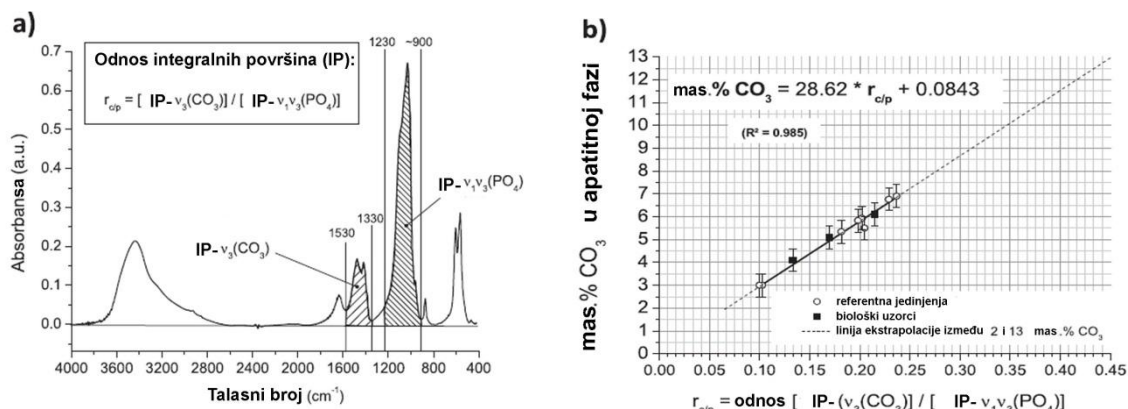 a)
1230 ~900
Odnos integralnih površina (IP):
r_c/p = [ IP- ν₃(CO₃)] / [ IP- ν₁ν₃(PO₄)]
0.7
0.6
0.5
0.4
0.3
0.2
0.1
0.0
Absorbansa (a.u.)
IP- ν₁ν₃(PO₄)
1330
1530
IP- ν₃(CO₃)
4000 3600 3200 2800 2400 2000 1600 1200 800 400
Talasni broj (cm⁻¹)
b)
13
12
11
10
9
8
7
6
5
4
3
2
1
0
mas.% CO₃ u apatitnoj fazi
mas.% CO₃ = 28.62 * r_c/p + 0.0843
(R² = 0.985)
referentna jedinjenja
biološki uzorci
linija ekstrapolacije između 2 i 13 mas.% CO₃
0.00 0.05 0.10 0.15 0.20 0.25 0.30 0.35 0.40 0.45
r_c/p = odnos [ IP- (ν₃(CO₃)] / [ IP- ν₁ν₃(PO₄)]